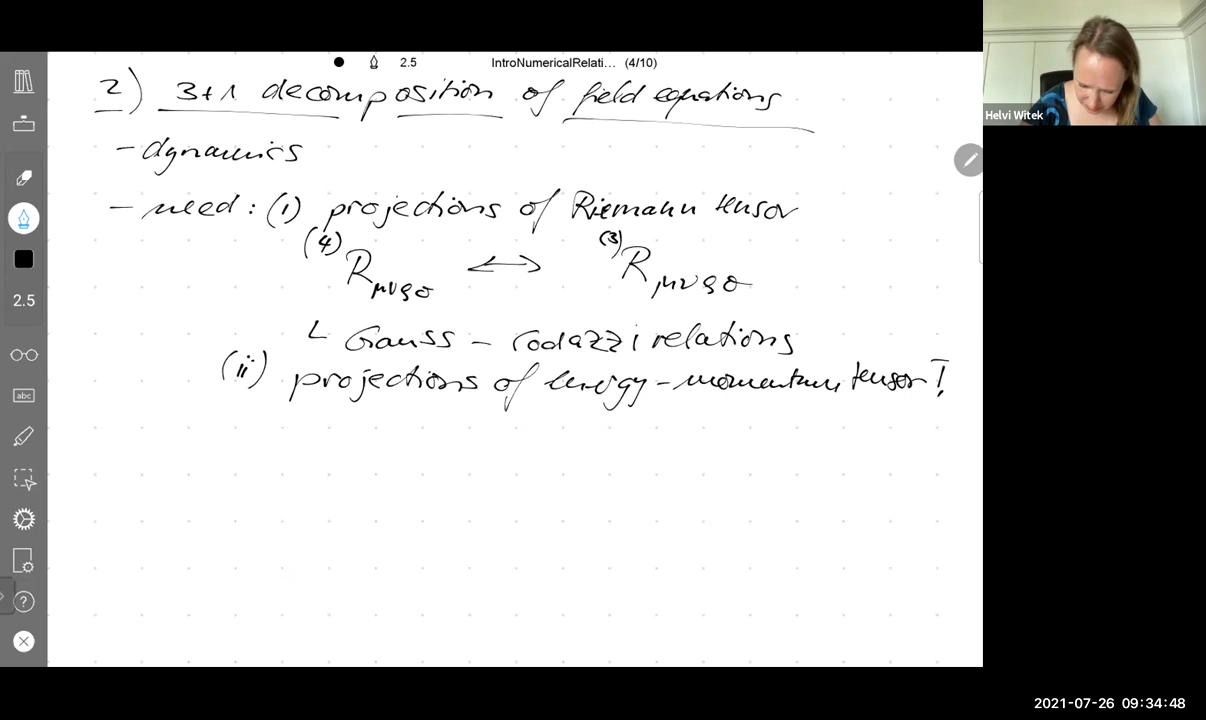 2.5 IntroNumericalRelati... (4/10)
2) 3+1 decomposition of field equations
- dynamics
- need: (i) projections of Riemann tensor
(4)R_μνρσ ↔ (3)R_μνρσ
└ Gauss - Codazzi relations
(ii) projections of energy-momentum tensor T
2.5
abc
?
Helvi Witek
2021-07-26 09:34:48